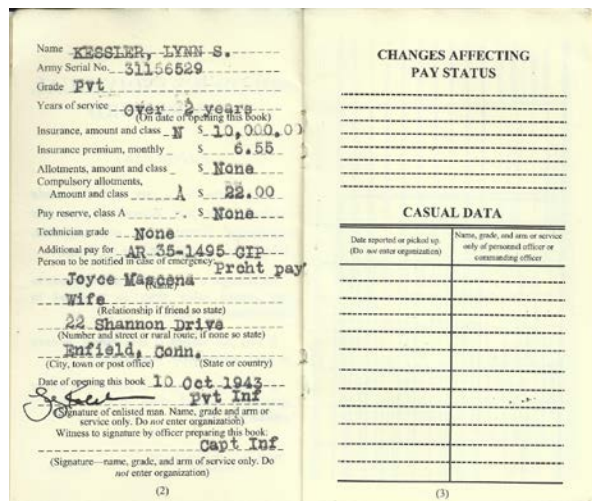 Name KESSLER, LYNN S.
Army Serial No. 31156529
Grade Pvt
Years of service Over 2 years
(On date of opening this book)
Insurance, amount and class N $ 10,000.00
Insurance premium, monthly $ 6.55
Allotments, amount and class $ None
Compulsory allotments,
Amount and class A $ 22.00
Pay reserve, class A $ None
Technician grade None
Additional pay for AR 35-1495 CIP
Person to be notified in case of emergency:
Proht pay
Joyce Mascena
(Name)
Wife
(Relationship if friend so state)
22 Shannon Drive
(Number and street or rural route, if none so state)
Enfield, Conn.
(City, town or post office) (State or country)
Date of opening this book 10 Oct 1943
Pvt Inf
(Signature of enlisted man. Name, grade and arm or
service only. Do not enter organization)
Witness to signature by officer preparing this book:
Capt Inf
(Signature—name, grade, and arm of service only. Do
not enter organization)
(2)
CHANGES AFFECTING
PAY STATUS
CASUAL DATA
Date reported or picked up.
(Do not enter organization)
Name, grade, and arm or service
only of personnel officer or
commanding officer
(3)